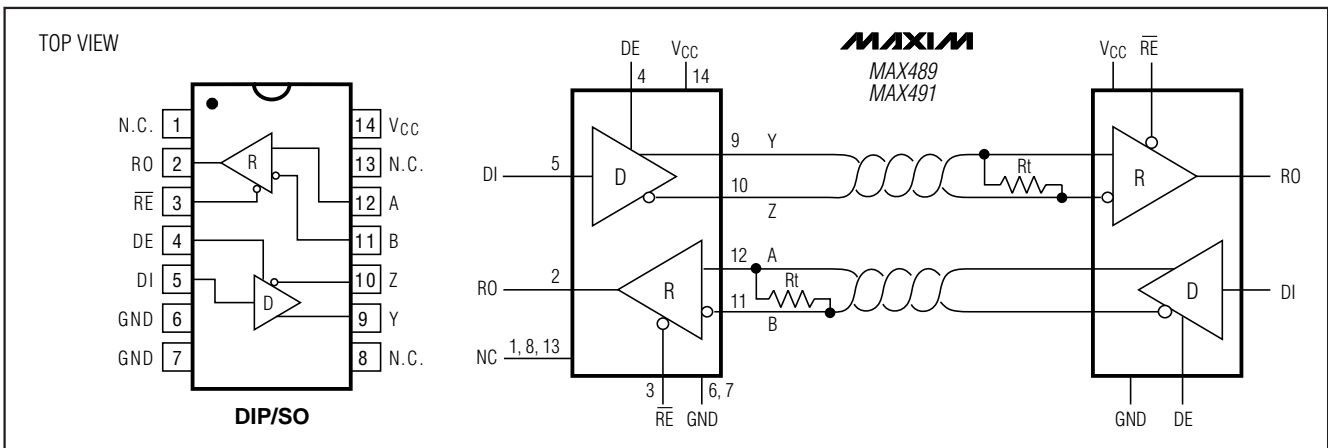 TOP VIEW
N.C. 1
RO 2
RE 3
DE 4
DI 5
GND 6
GND 7
14 VCC
13 N.C.
12 A
11 B
10 Z
9 Y
8 N.C.
R
D
DIP/SO
MAXIM
MAX489
MAX491
DE
4
VCC
14
DI 5
D
9 Y
10
Z
Rt
RO 2
R
12 A
11
B
Rt
NC 1, 8, 13
3
RE
6, 7
GND
VCC
RE
R
RO
D
DI
GND
DE